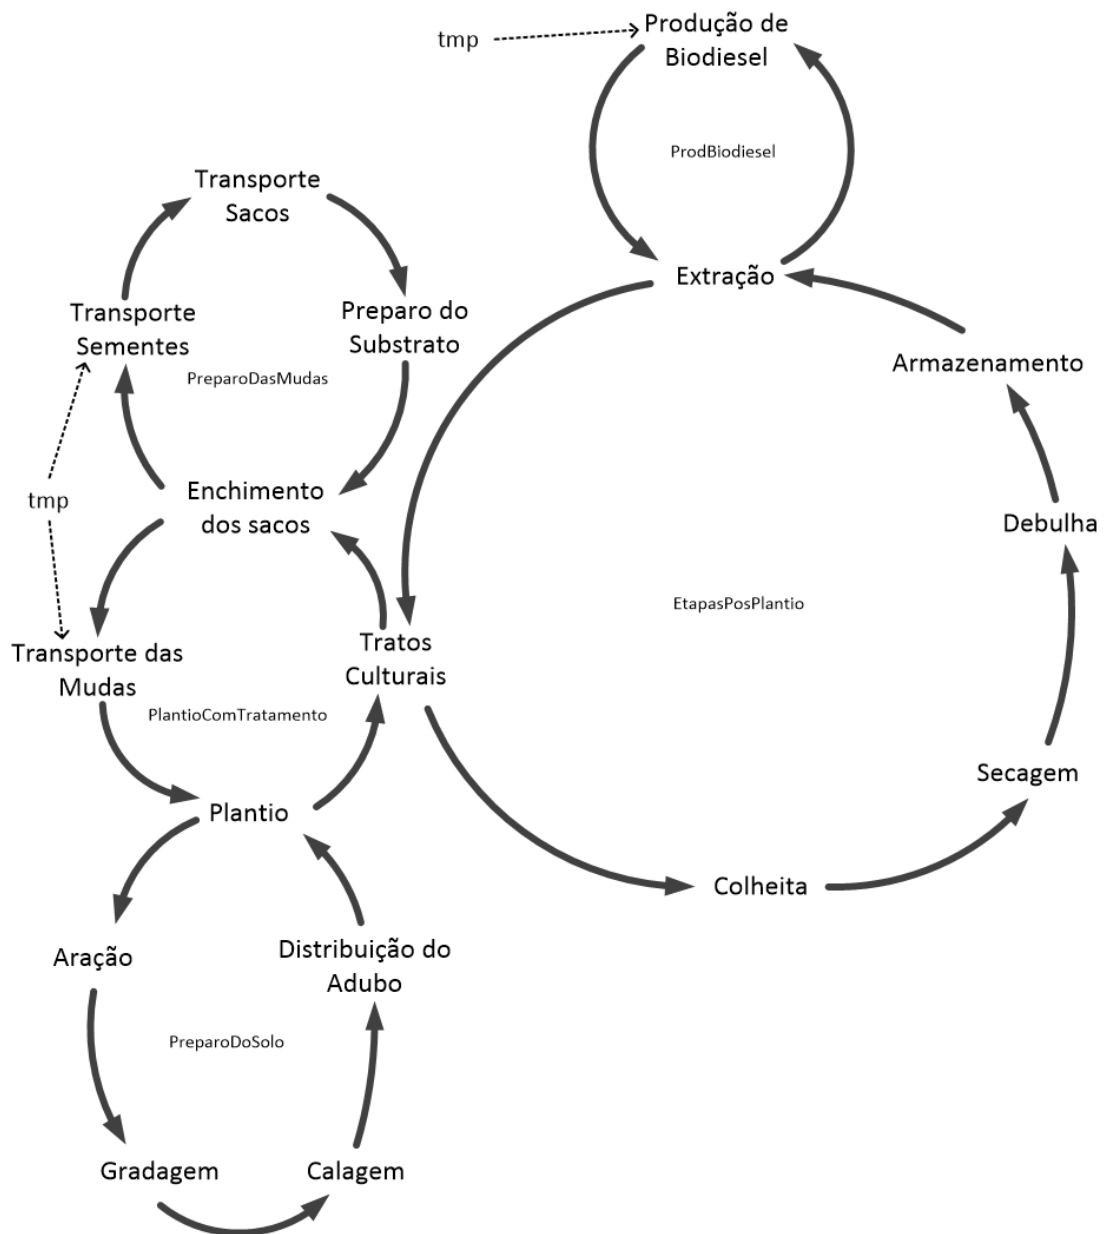 Produção de
Biodiesel
tmp
ProdBiodiesel
Transporte
Sacos
Extração
Transporte
Sementes
Preparo do
Substrato
PreparoDasMudas
Armazenamento
Enchimento
dos sacos
tmp
Debulha
EtapasPosPlantio
Transporte das
Mudas
Tratos
Culturais
PlantioComTratamento
Secagem
Plantio
Colheita
Aração
Distribuição do
Adubo
PreparoDoSolo
Gradagem
Calagem